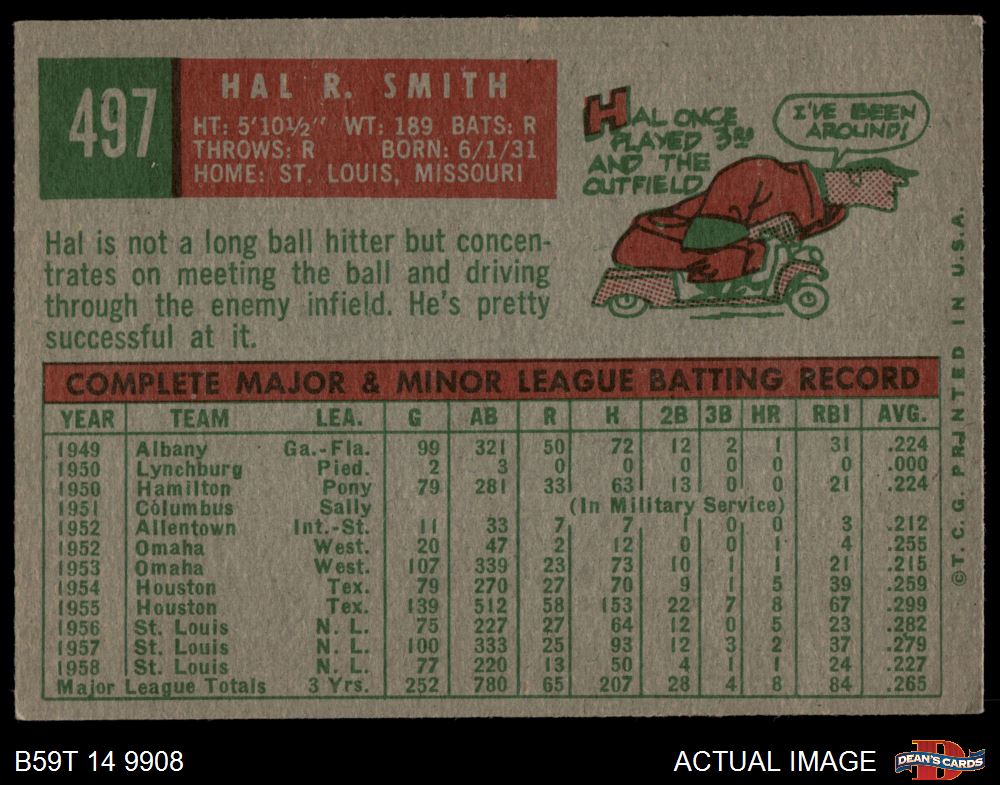 497
HAL R. SMITH
HT: 5'10½" WT: 189 BATS: R
THROWS: R BORN: 6/1/31
HOME: ST. LOUIS, MISSOURI
HAL ONCE
PLAYED 3RD
AND THE
OUTFIELD
I'VE BEEN
AROUND!
Hal is not a long ball hitter but concen-
trates on meeting the ball and driving
through the enemy infield. He's pretty
successful at it.
COMPLETE MAJOR & MINOR LEAGUE BATTING RECORD
YEAR TEAM LEA. G AB R H 2B 3B HR RBI AVG.
1949 Albany Ga.-Fla. 99 321 50 72 12 2 1 31 .224
1950 Lynchburg Pied. 2 3 0 0 0 0 0 0 .000
1950 Hamilton Pony 79 281 33 63 13 0 0 21 .224
1951 Columbus Sally (In Military Service)
1952 Allentown Int.-St. 11 33 7 7 1 0 0 3 .212
1952 Omaha West. 20 47 2 12 0 0 1 4 .255
1953 Omaha West. 107 339 23 73 10 1 1 21 .215
1954 Houston Tex. 79 270 27 70 9 1 5 39 .259
1955 Houston Tex. 139 512 58 153 22 7 8 67 .299
1956 St. Louis N. L. 75 227 27 64 12 0 5 23 .282
1957 St. Louis N. L. 100 333 25 93 12 3 2 37 .279
1958 St. Louis N. L. 77 220 13 50 4 1 1 24 .227
Major League Totals 3 Yrs. 252 780 65 207 28 4 8 84 .265
©T. C. G. PRINTED IN U.S.A.
B59T 14 9908
ACTUAL IMAGE
D
DEAN'S CARDS